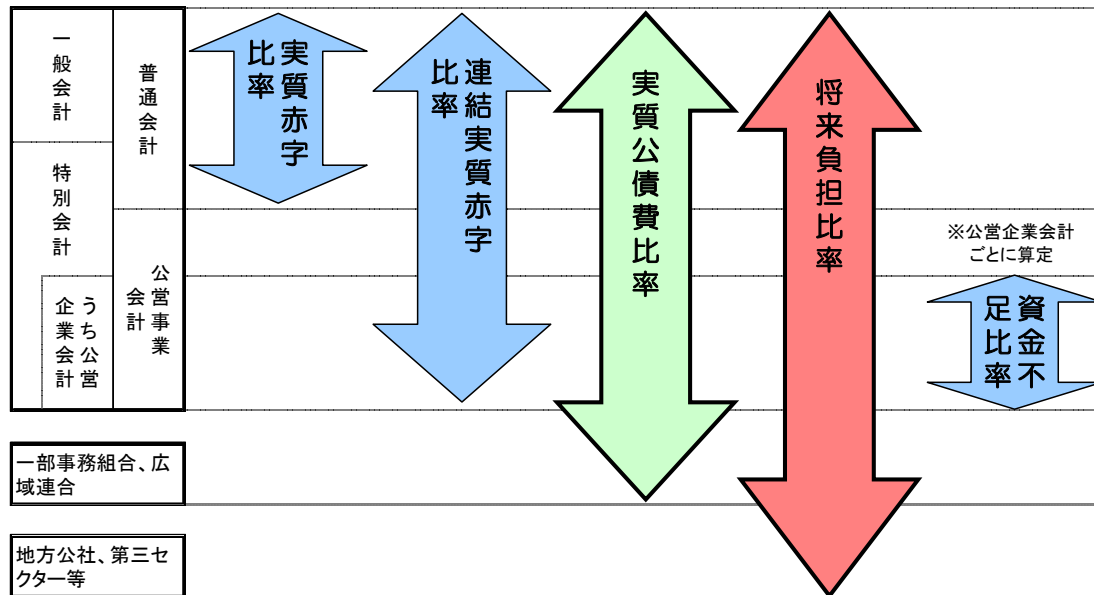 一般会計
特別会計
うち公営
企業会計
普通会計
公営事業
会計
実質赤字
比率
連結実質赤字
比率
実質公債費比率
将来負担比率
※公営企業会計
ごとに算定
資金不
足比率
一部事務組合、広
域連合
地方公社、第三セ
クター等